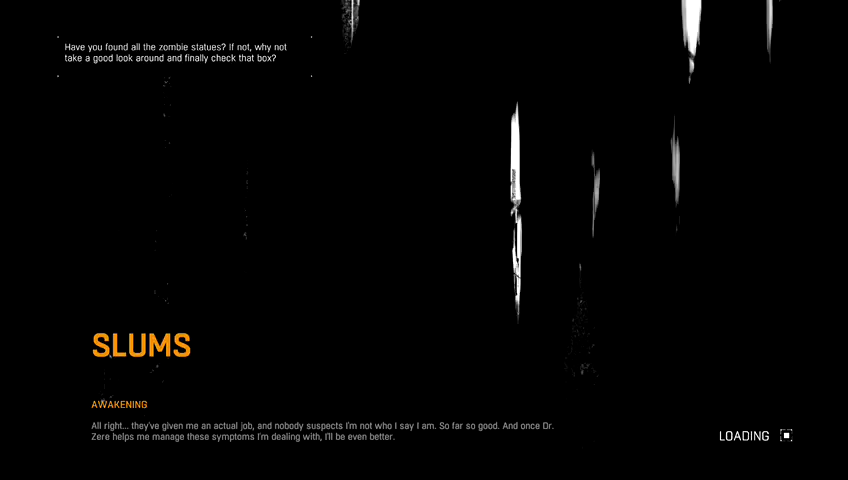 Have you found all the zombie statues? If not, why not
take a good look around and finally check that box?
SLUMS
AWAKENING
All right... they've given me an actual job, and nobody suspects I'm not who I say I am. So far so good. And once Dr.
Zere helps me manage these symptoms I'm dealing with, I'll be even better.
LOADING